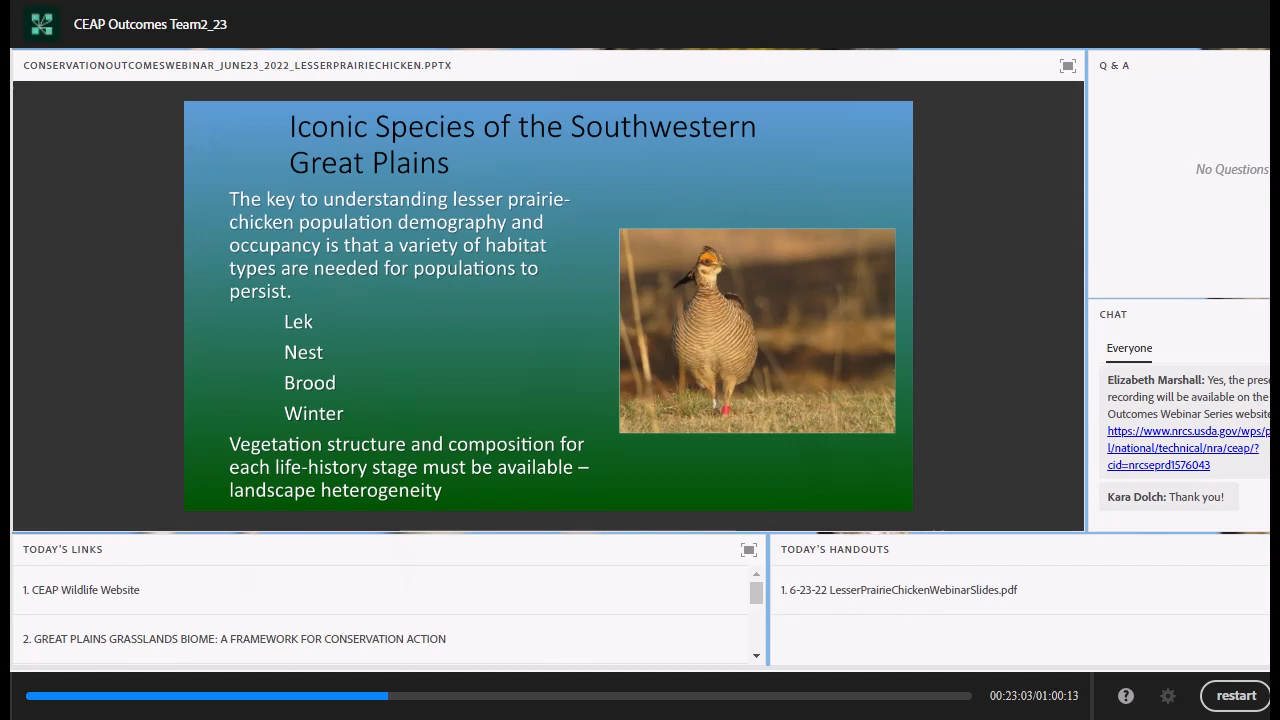 CEAP Outcomes Team2_23
CONSERVATIONOUTCOMESWEBINAR_JUNE23_2022_LESSERPRAIRIECHICKEN.PPTX
Iconic Species of the Southwestern
Great Plains
The key to understanding lesser prairie-
chicken population demography and
occupancy is that a variety of habitat
types are needed for populations to
persist.
Lek
Nest
Brood
Winter
Vegetation structure and composition for
each life-history stage must be available –
landscape heterogeneity
Q & A
No Questions
CHAT
Everyone
Elizabeth Marshall: Yes, the prese
recording will be available on the
Outcomes Webinar Series website
https://www.nrcs.usda.gov/wps/p
l/national/technical/nra/ceap/?
cid=nrcseprd1576043
Kara Dolch: Thank you!
TODAY'S LINKS
1. CEAP Wildlife Website
2. GREAT PLAINS GRASSLANDS BIOME: A FRAMEWORK FOR CONSERVATION ACTION
TODAY'S HANDOUTS
1. 6-23-22 LesserPrairieChickenWebinarSlides.pdf
00:23:03/01:00:13
?
restart